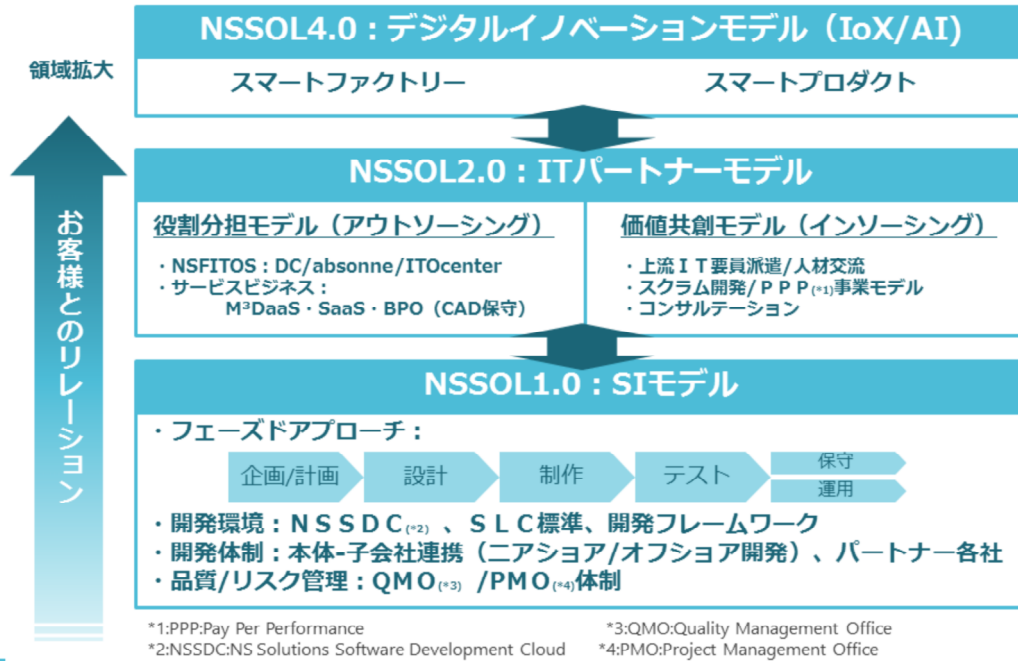 NSSOL4.0：デジタルイノベーションモデル（IoX/AI)
領域拡大
スマートファクトリー
スマートプロダクト
お客様とのリレーション
NSSOL2.0：ITパートナーモデル
役割分担モデル（アウトソーシング）
・NSFITOS：DC/absonne/ITOcenter
・サービスビジネス：
M³DaaS・SaaS・BPO（CAD保守）
価値共創モデル（インソーシング）
・上流ＩＴ要員派遣/人材交流
・スクラム開発/ＰＰＰ(*1)事業モデル
・コンサルテーション
NSSOL1.0：SIモデル
・フェーズドアプローチ：
企画/計画
設計
制作
テスト
保守
運用
・開発環境：ＮＳＳＤＣ(*2) 、ＳＬＣ標準、開発フレームワーク
・開発体制：本体-子会社連携（ニアショア/オフショア開発）、パートナー各社
・品質/リスク管理：ＱＭＯ(*3) /ＰＭＯ(*4)体制
*1:PPP:Pay Per Performance
*2:NSSDC:NS Solutions Software Development Cloud
*3:QMO:Quality Management Office
*4:PMO:Project Management Office